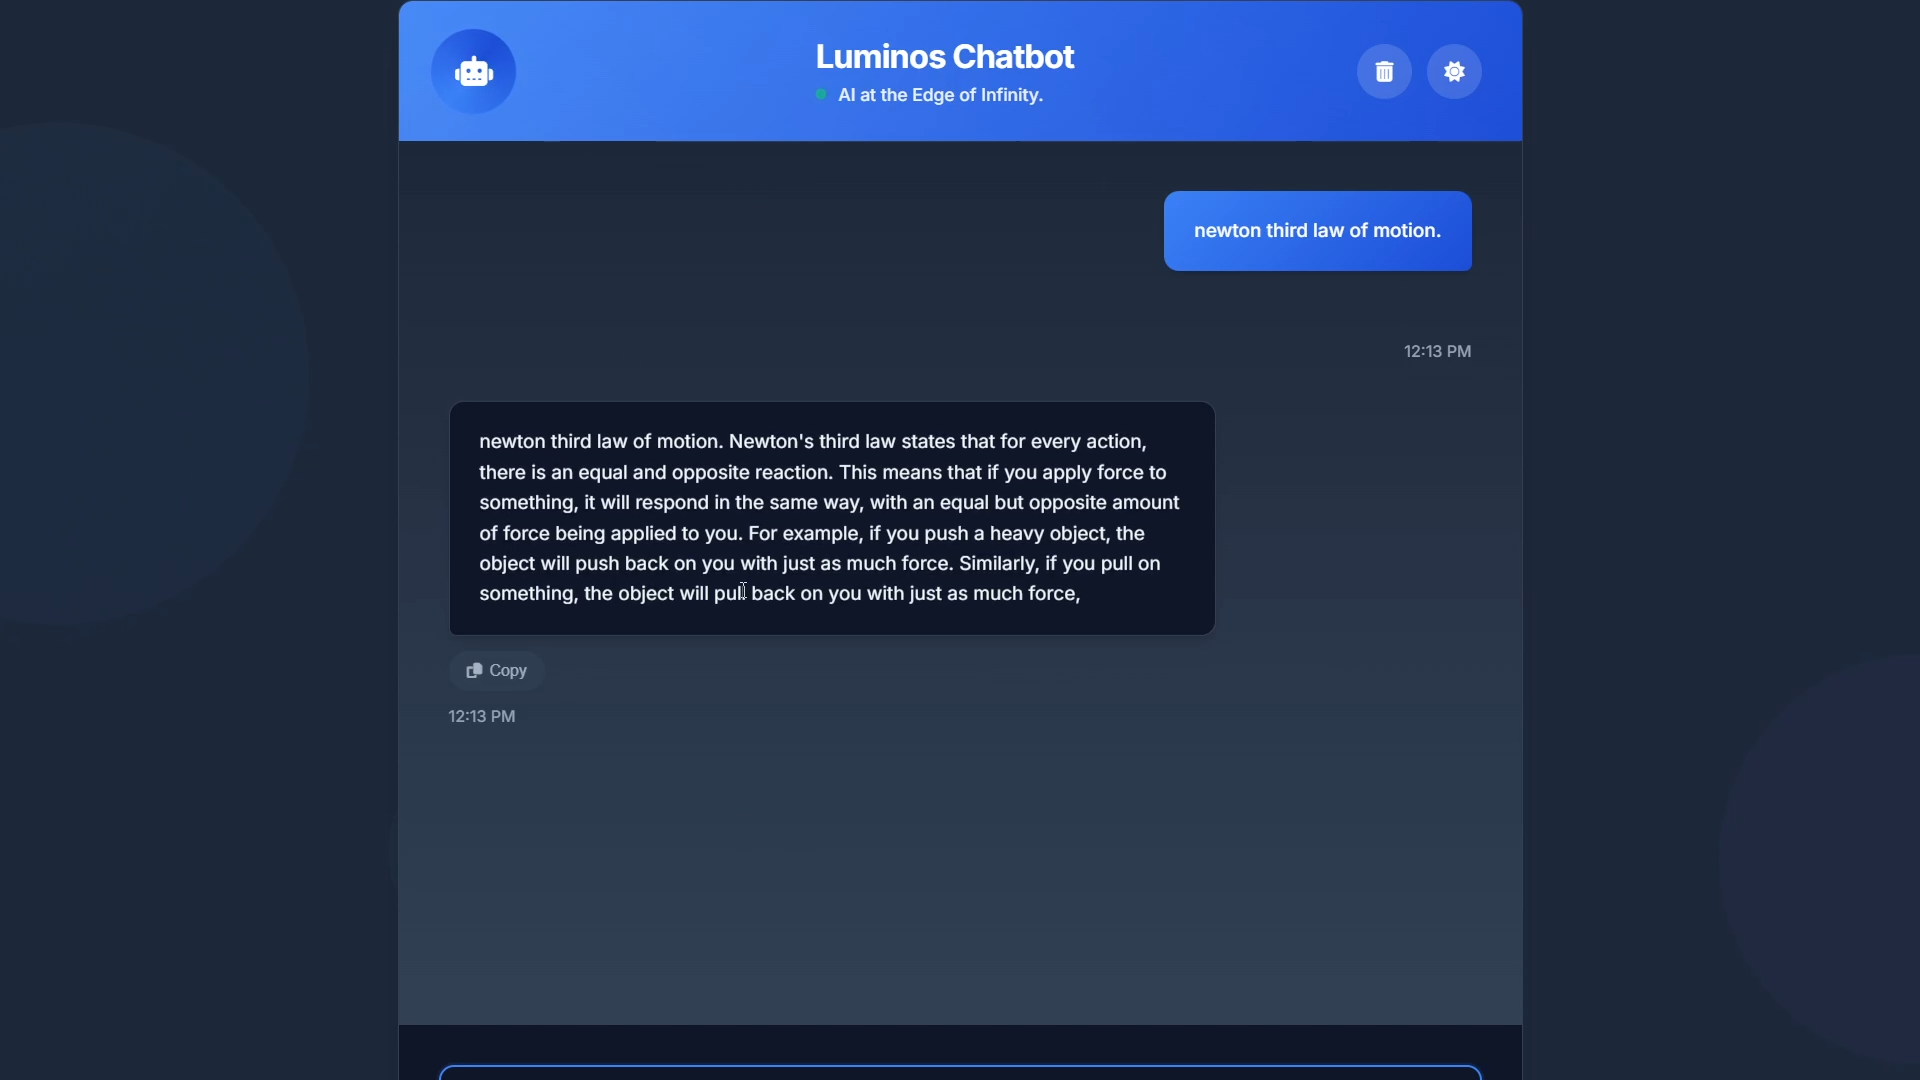 Luminos Chatbot
AI at the Edge of Infinity.
newton third law of motion.
12:13 PM
newton third law of motion. Newton's third law states that for every action,
there is an equal and opposite reaction. This means that if you apply force to
something, it will respond in the same way, with an equal but opposite amount
of force being applied to you. For example, if you push a heavy object, the
object will push back on you with just as much force. Similarly, if you pull on
something, the object will pull back on you with just as much force,
Copy
12:13 PM